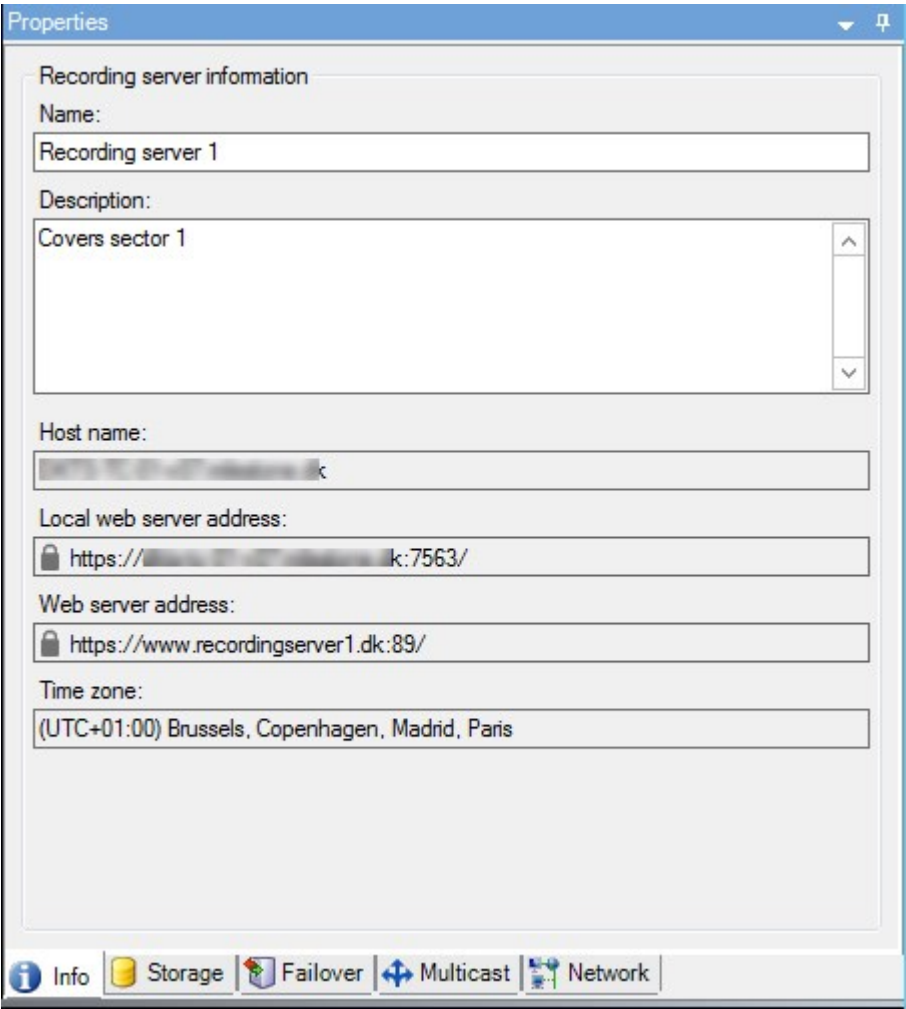 Properties
Recording server information
Name:
Recording server 1
Description:
Covers sector 1
Host name:
k
Local web server address:
https:// k:7563/
Web server address:
https://www.recordingserver1.dk:89/
Time zone:
(UTC+01:00) Brussels, Copenhagen, Madrid, Paris
Info Storage Failover Multicast Network